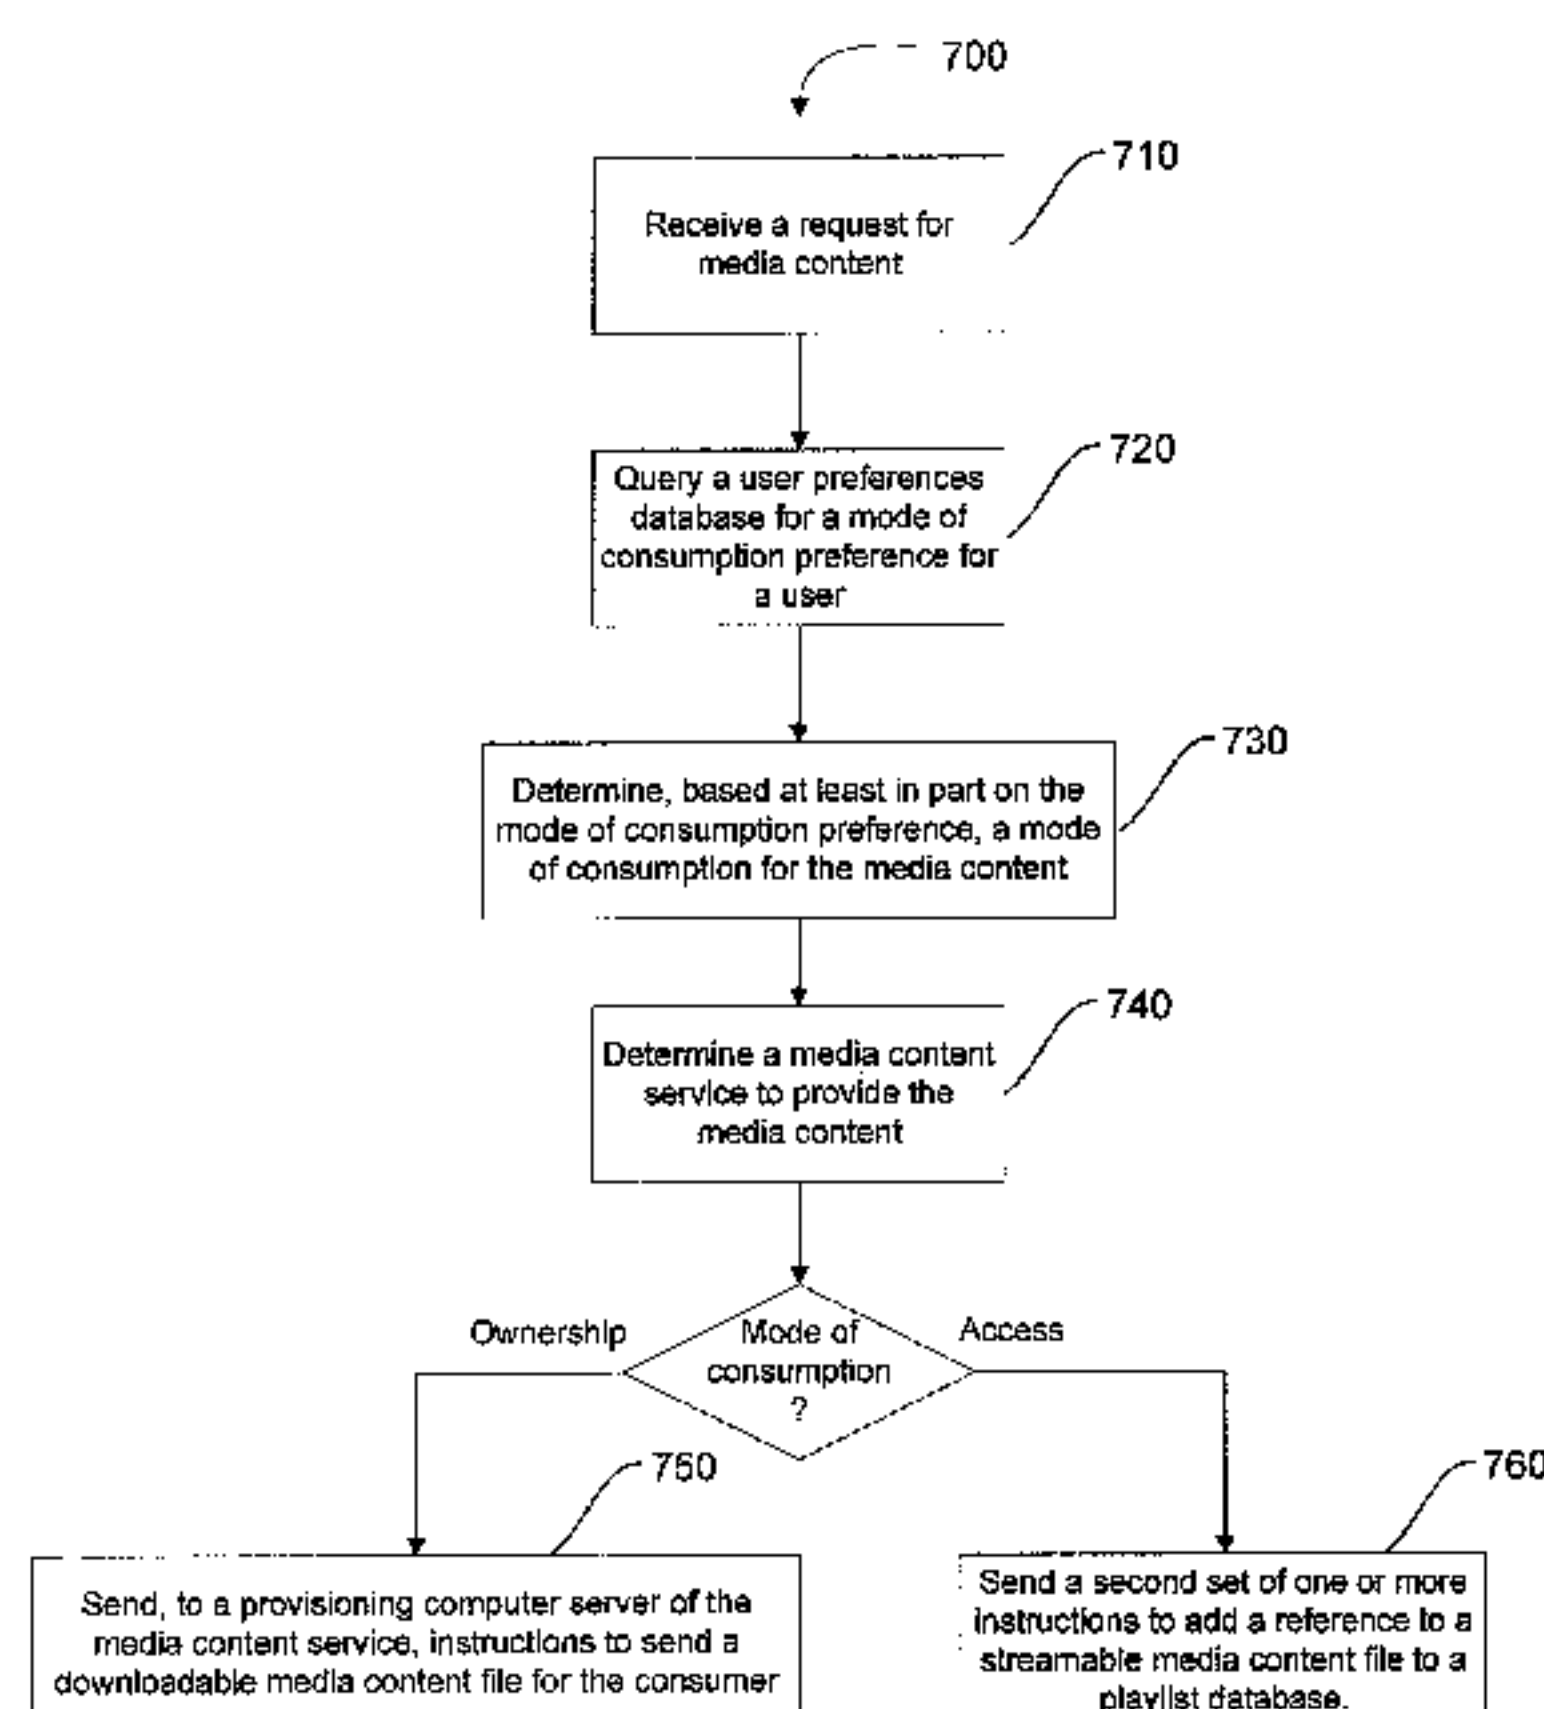 700
710
Receive a request for
media content
720
Query a user preferences
database for a mode of
consumption preference for
a user
730
Determine, based at least in part on the
mode of consumption preference, a mode
of consumption for the media content
740
Determine a media content
service to provide the
media content
Ownership
Mode of
consumption
?
Access
750
760
Send, to a provisioning computer server of the
media content service, instructions to send a
downloadable media content file for the consumer
Send a second set of one or more
instructions to add a reference to a
streamable media content file to a
playlist database.